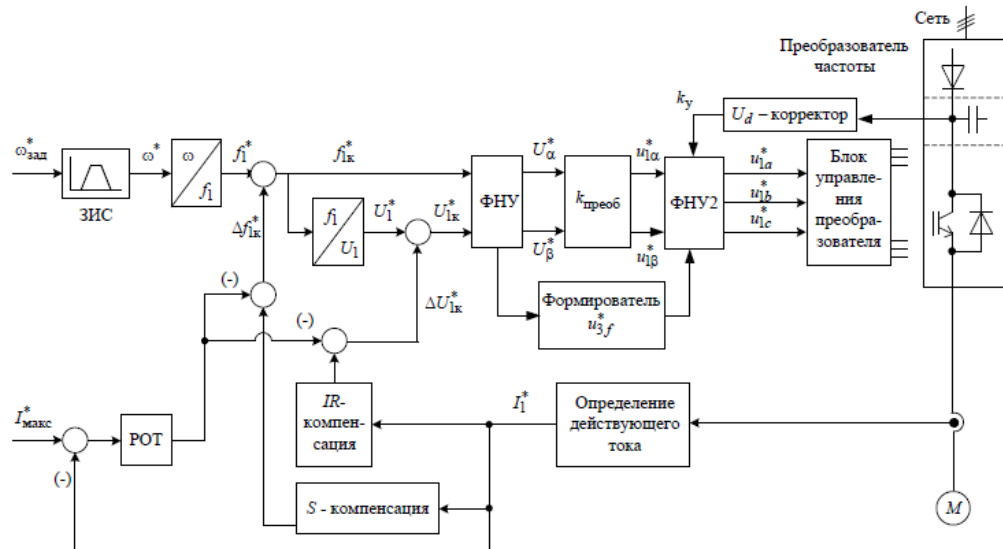 Сеть
Преобразователь
частоты
k_у
U_d – корректор
ω*_зад
ω*
ω
f_1
f*_1
f*_1к
ЗИС
Δf*_1к
f_1
U_1
U*_1
U*_1к
ФНУ
U*_α
U*_β
k_преоб
u*_1α
u*_1β
ФНУ2
u*_1a
u*_1b
u*_1c
Блок
управле-
ния
преобра-
зователя
(-)
(-)
ΔU*_1к
Формирователь
u*_3f
I*_макс
(-)
РОТ
IR-
компен-
сация
I*_1
Определение
действующего
тока
S - компенсация
M